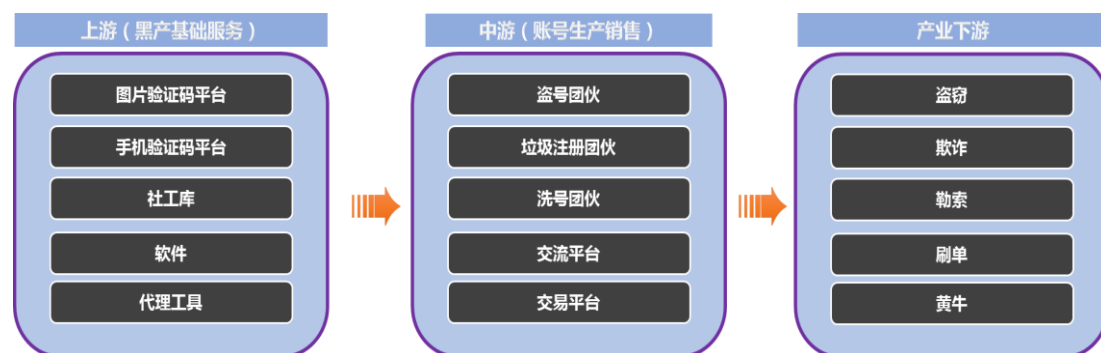 上游（黑产基础服务）
图片验证码平台
手机验证码平台
社工库
软件
代理工具
中游（账号生产销售）
盗号团伙
垃圾注册团伙
洗号团伙
交流平台
交易平台
产业下游
盗窃
欺诈
勒索
刷单
黄牛